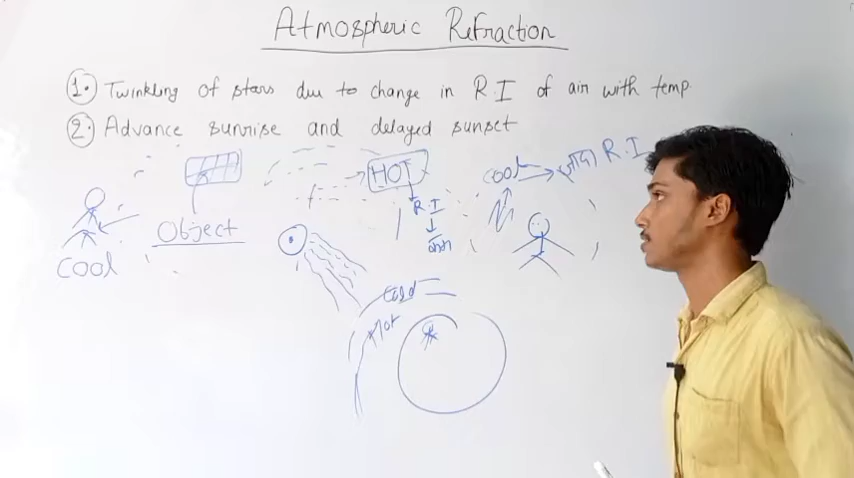 Atmospheric Refraction
1. Twinkling of stars due to change in R.I of air with temp.
2. Advance sunrise and delayed sunset
HOT
cool → ज़्यादा R.I
R.I
कम
Object
cool
Cold
Hot